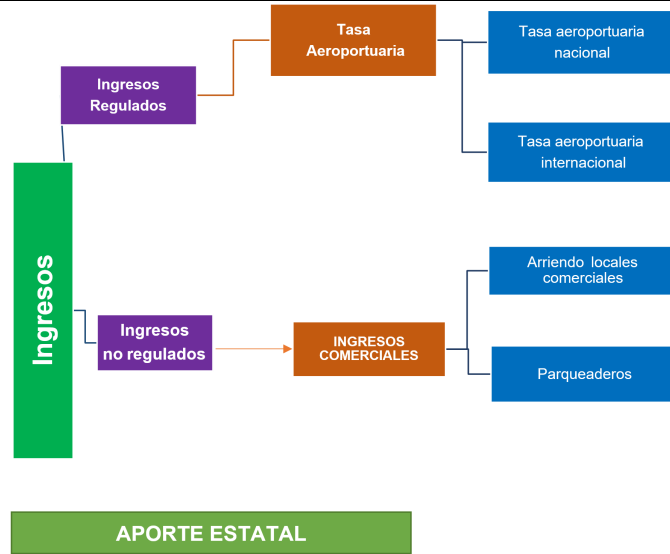 Tasa
Aeroportuaria
Tasa aeroportuaria
nacional
Ingresos
Regulados
Tasa aeroportuaria
internacional
Ingresos
Arriendo locales
comerciales
Ingresos
no regulados
INGRESOS
COMERCIALES
Parqueaderos
APORTE ESTATAL